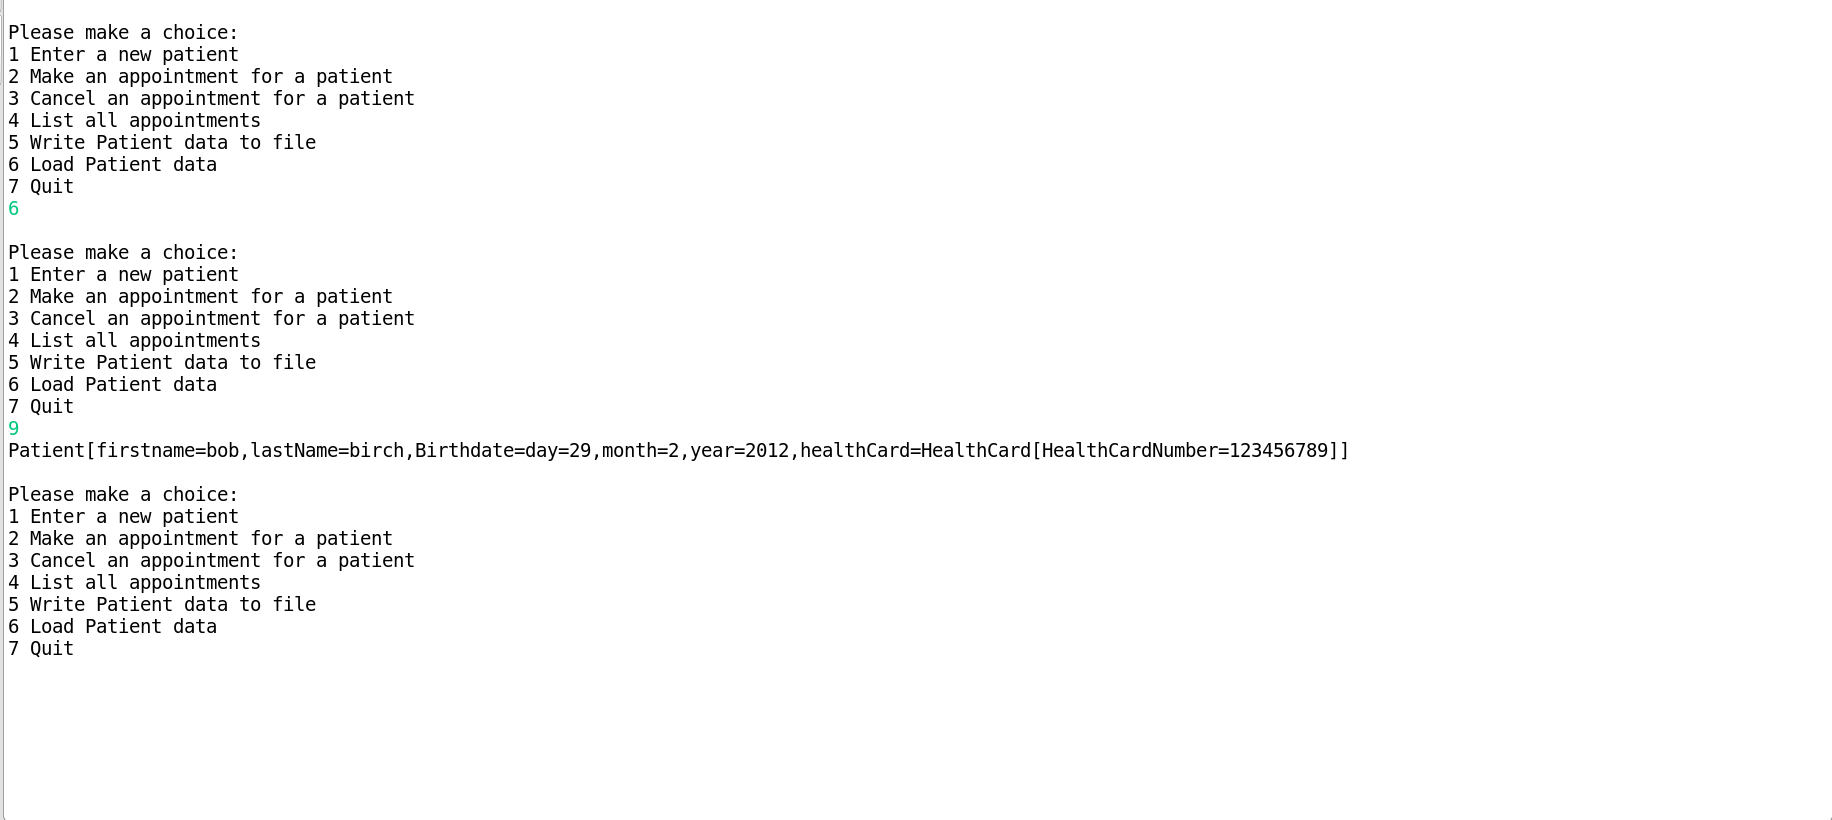 Please make a choice:
1 Enter a new patient
2 Make an appointment for a patient
3 Cancel an appointment for a patient
4 List all appointments
5 Write Patient data to file
6 Load Patient data
7 Quit
6
Please make a choice:
1 Enter a new patient
2 Make an appointment for a patient
3 Cancel an appointment for a patient
4 List all appointments
5 Write Patient data to file
6 Load Patient data
7 Quit
9
Patient[firstname=bob,lastName=birch,Birthdate=day=29,month=2,year=2012,healthCard=HealthCard[HealthCardNumber=123456789]]
Please make a choice:
1 Enter a new patient
2 Make an appointment for a patient
3 Cancel an appointment for a patient
4 List all appointments
5 Write Patient data to file
6 Load Patient data
7 Quit